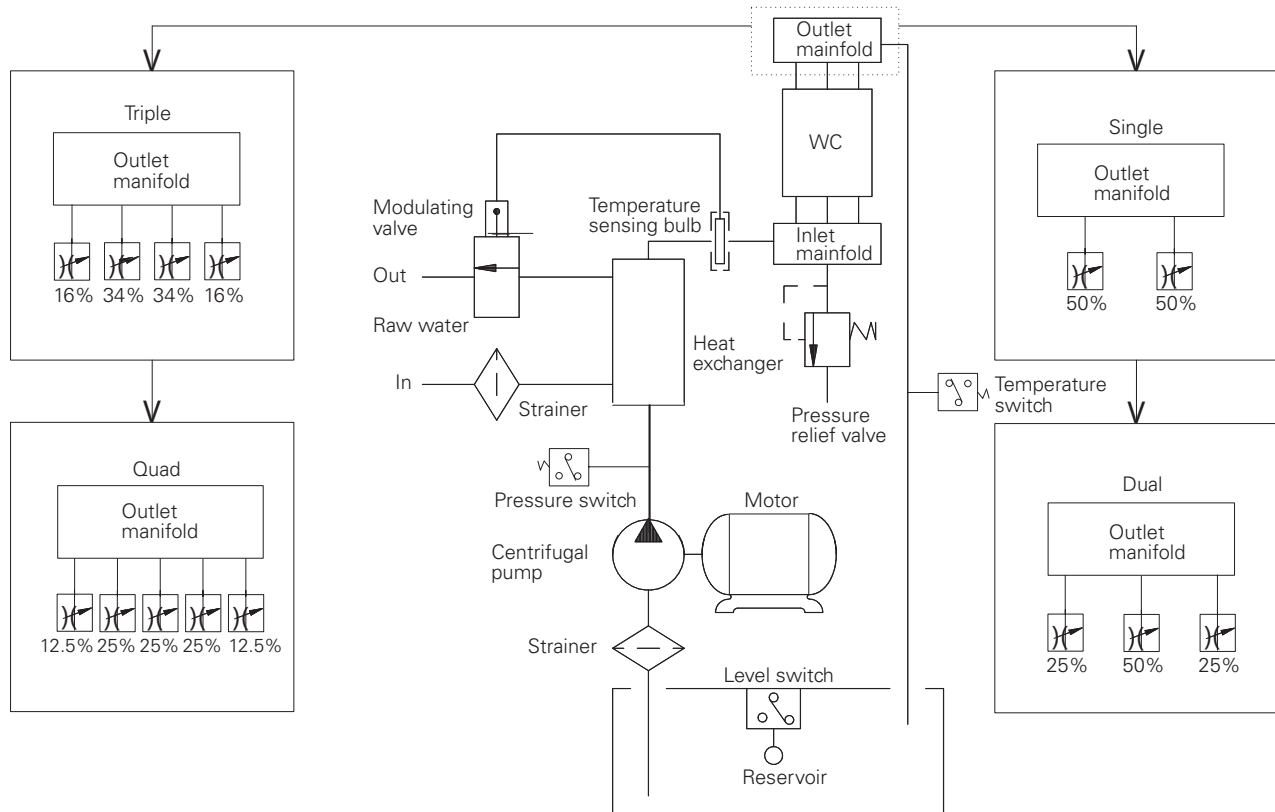 Triple
Outlet
manifold
16% 34% 34% 16%
Quad
Outlet
manifold
12.5% 25% 25% 25% 12.5%
Outlet
mainfold
WC
Inlet
mainfold
Modulating
valve
Temperature
sensing bulb
Out
Raw water
In
Strainer
Heat
exchanger
Pressure
relief valve
Temperature
switch
Pressure switch
Motor
Centrifugal
pump
Strainer
Level switch
Reservoir
Single
Outlet
manifold
50% 50%
Dual
Outlet
manifold
25% 50% 25%